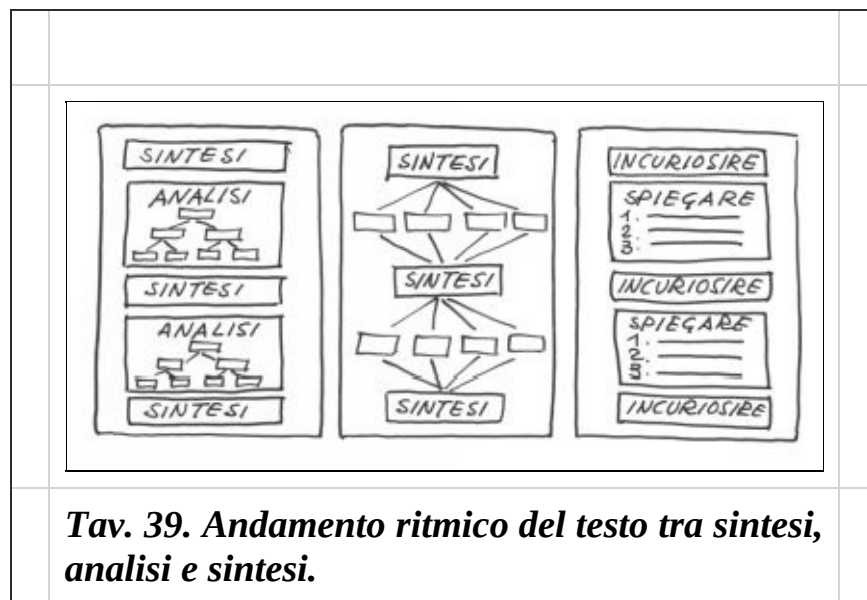 SINTESI
ANALISI
SINTESI
ANALISI
SINTESI
SINTESI
SINTESI
SINTESI
INCURIOSIRE
SPIEGARE
1.
2.
3.
INCURIOSIRE
SPIEGARE
1.
2.
3.
INCURIOSIRE
Tav. 39. Andamento ritmico del testo tra sintesi,
analisi e sintesi.